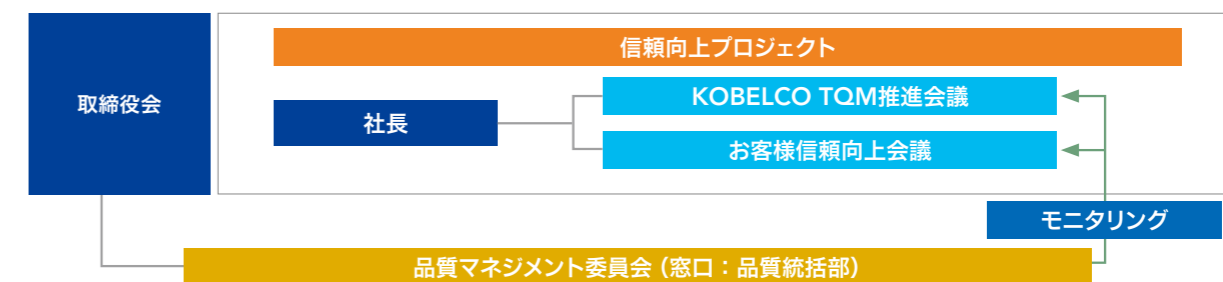 信頼向上プロジェクト
取締役会
KOBELCO TQM推進会議
社長
お客様信頼向上会議
モニタリング
品質マネジメント委員会（窓口：品質統括部）